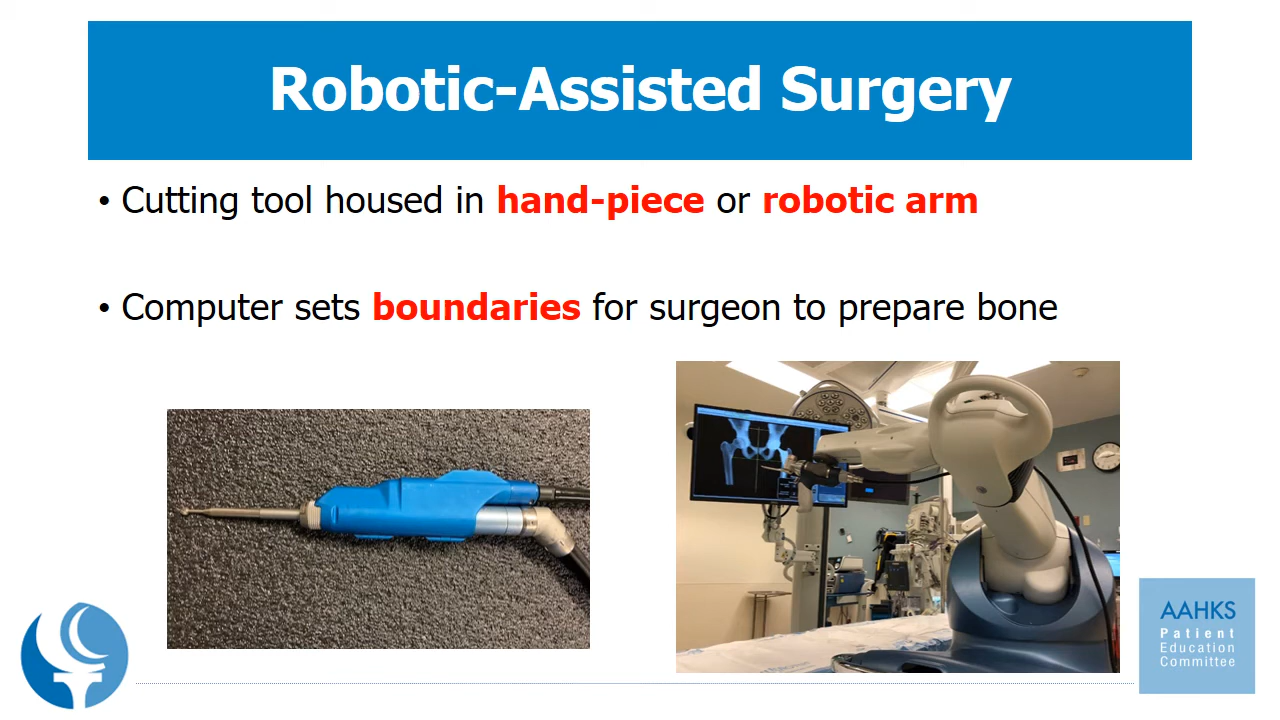 Robotic-Assisted Surgery
• Cutting tool housed in hand-piece or robotic arm
• Computer sets boundaries for surgeon to prepare bone
AAHKS
Patient
Education
Committee